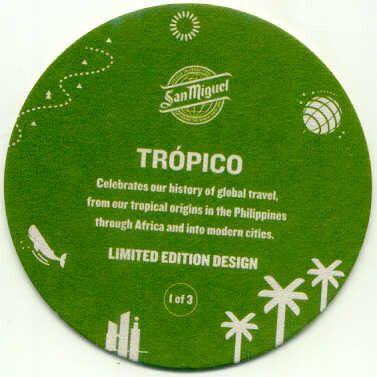 San Miguel
TRÓPICO
Celebrates our history of global travel,
from our tropical origins in the Philippines
through Africa and into modern cities.
LIMITED EDITION DESIGN
1 of 3